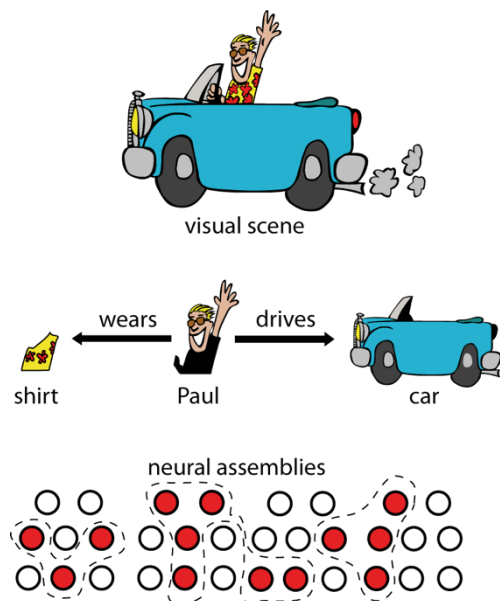 visual scene
wears drives
shirt Paul car
neural assemblies